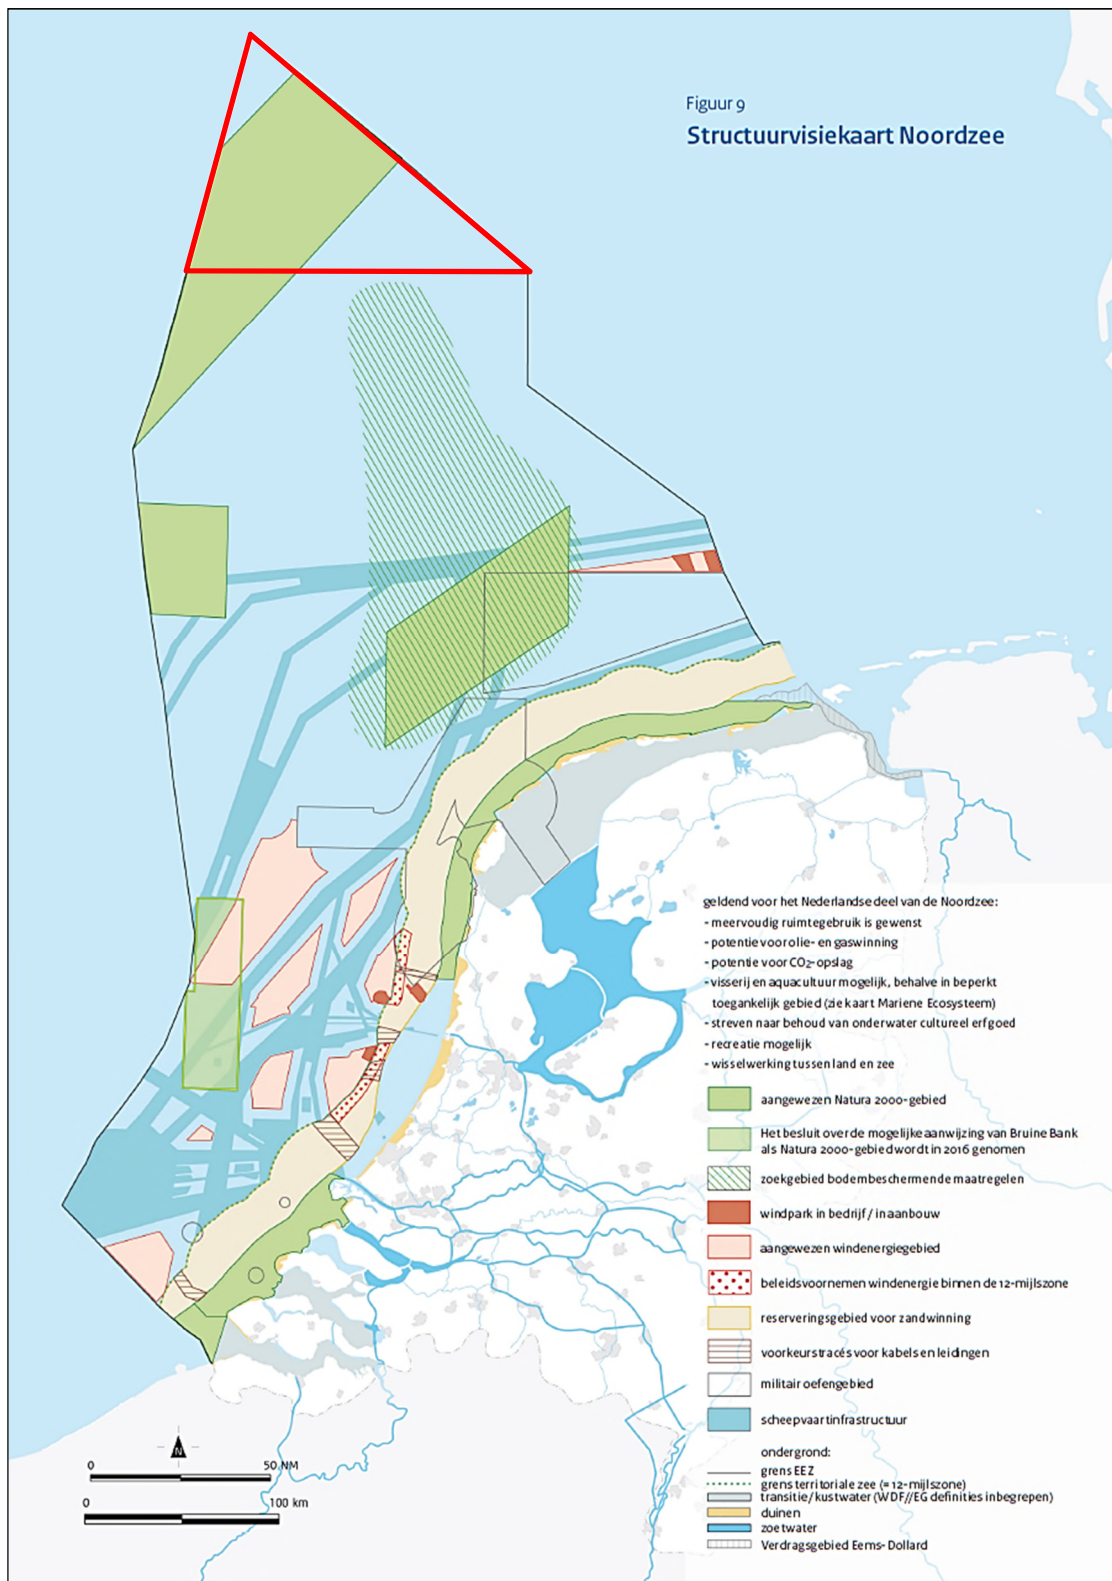 Figuur 9
Structuurvisiekaart Noordzee
geldend voor het Nederlandse deel van de Noordzee:
- meervoudig ruimtegebruik is gewenst
- potentie voor olie- en gaswinning
- potentie voor CO₂-opslag
- visserij en aquacultuur mogelijk, behalve in beperkt
toegankelijk gebied (zie kaart Mariene Ecosysteem)
- streven naar behoud van onderwater cultureel erfgoed
- recreatie mogelijk
- wisselwerking tussen land en zee
aangewezen Natura 2000-gebied
Het besluit over de mogelijke aanwijzing van Bruine Bank
als Natura 2000-gebied wordt in 2016 genomen
zoekgebied bodembeschermende maatregelen
windpark in bedrijf / in aanbouw
aangewezen windenergiegebied
beleidsvoornemen windenergie binnen de 12-mijlszone
reserveringsgebied voor zandwinning
voorkeurstracés voor kabels en leidingen
militair oefengebied
scheepvaartinfrastructuur
ondergrond:
grens EEZ
grens territoriale zee (= 12-mijlszone)
transitie/kustwater (WDF//EG definities inbegrepen)
duinen
zoetwater
Verdragsgebied Eems-Dollard
N
0 50 NM
0 100 km